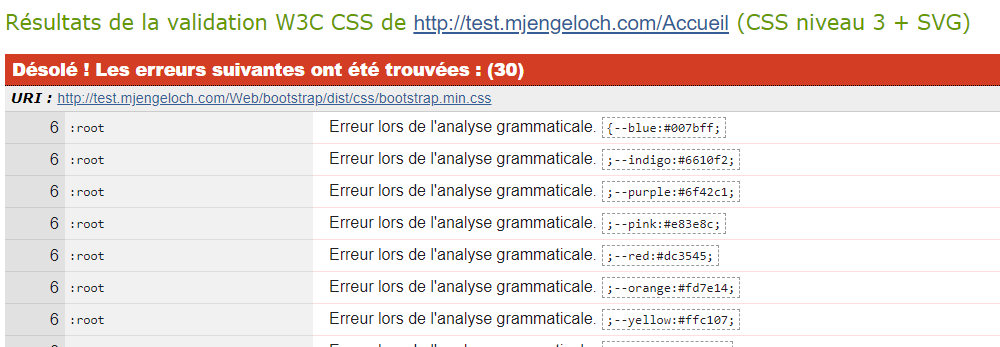 Résultats de la validation W3C CSS de http://test.mjengeloch.com/Accueil (CSS niveau 3 + SVG)
Désolé ! Les erreurs suivantes ont été trouvées : (30)
URI : http://test.mjengeloch.com/Web/bootstrap/dist/css/bootstrap.min.css
6 :root Erreur lors de l'analyse grammaticale. {--blue:#007bff;
6 :root Erreur lors de l'analyse grammaticale. ;--indigo:#6610f2;
6 :root Erreur lors de l'analyse grammaticale. ;--purple:#6f42c1;
6 :root Erreur lors de l'analyse grammaticale. ;--pink:#e83e8c;
6 :root Erreur lors de l'analyse grammaticale. ;--red:#dc3545;
6 :root Erreur lors de l'analyse grammaticale. ;--orange:#fd7e14;
6 :root Erreur lors de l'analyse grammaticale. ;--yellow:#ffc107;